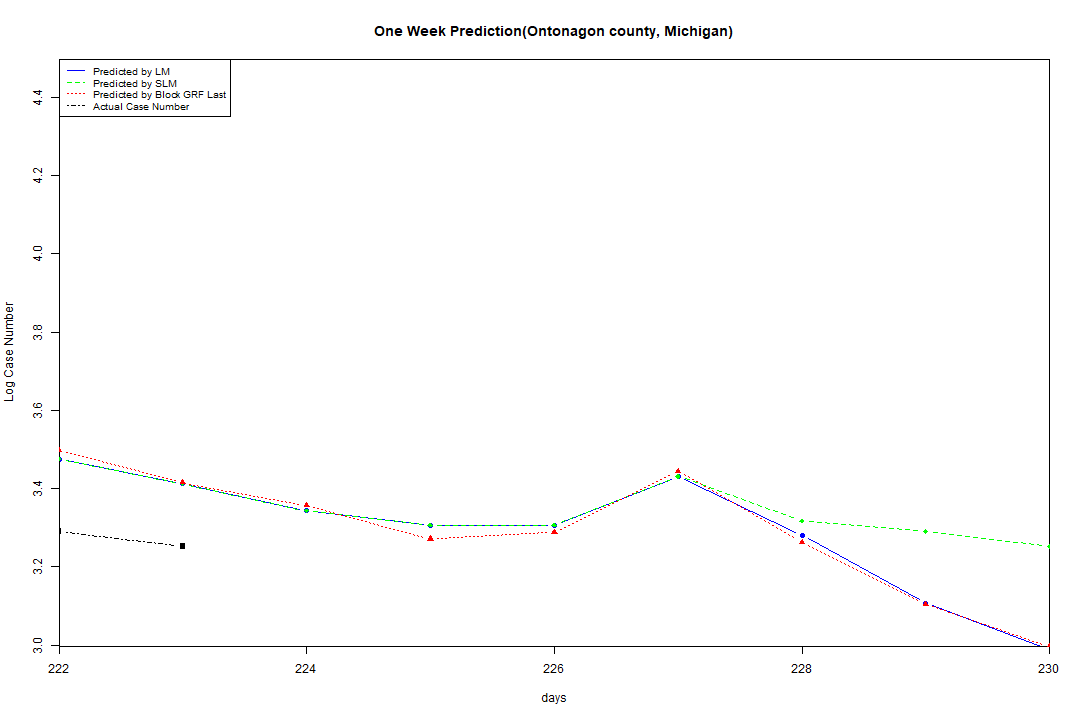 One Week Prediction(Ontonagon county, Michigan)
Predicted by LM
Predicted by SLM
Predicted by Block GRF Last
Actual Case Number
4.4
4.2
4.0
3.8
3.6
3.4
3.2
3.0
Log Case Number
222
224
226
228
230
days